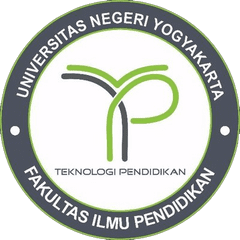 UNIVERSITAS NEGERI YOGYAKARTA
TEKNOLOGI PENDIDIKAN
FAKULTAS ILMU PENDIDIKAN